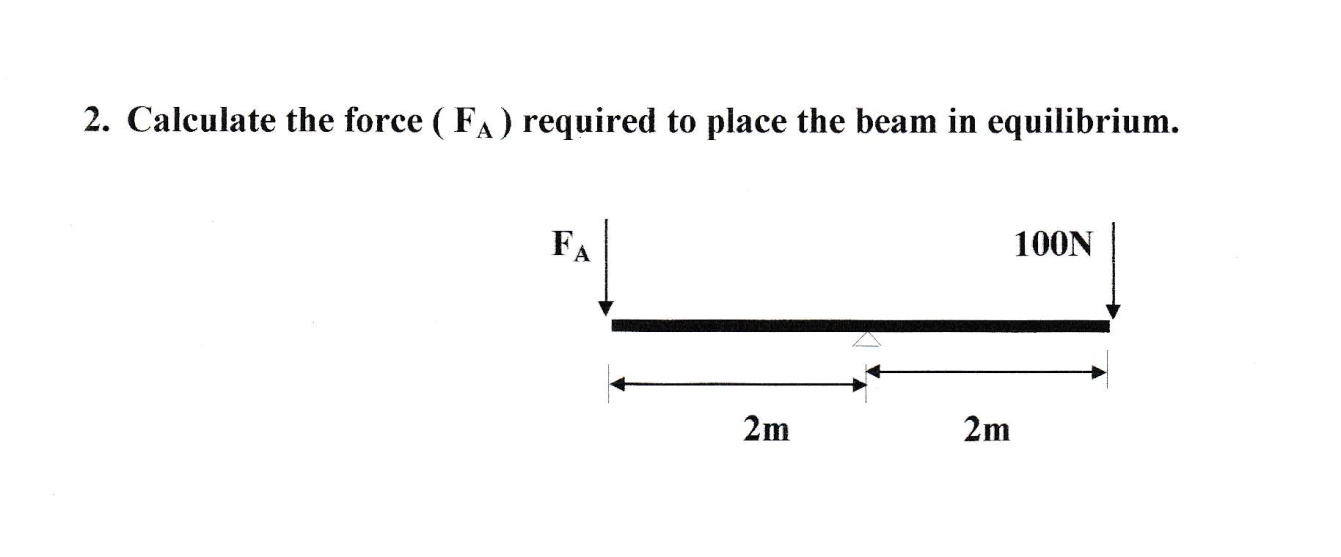 2. Calculate the force ( FA ) required to place the beam in equilibrium.
FA 100N
2m 2m